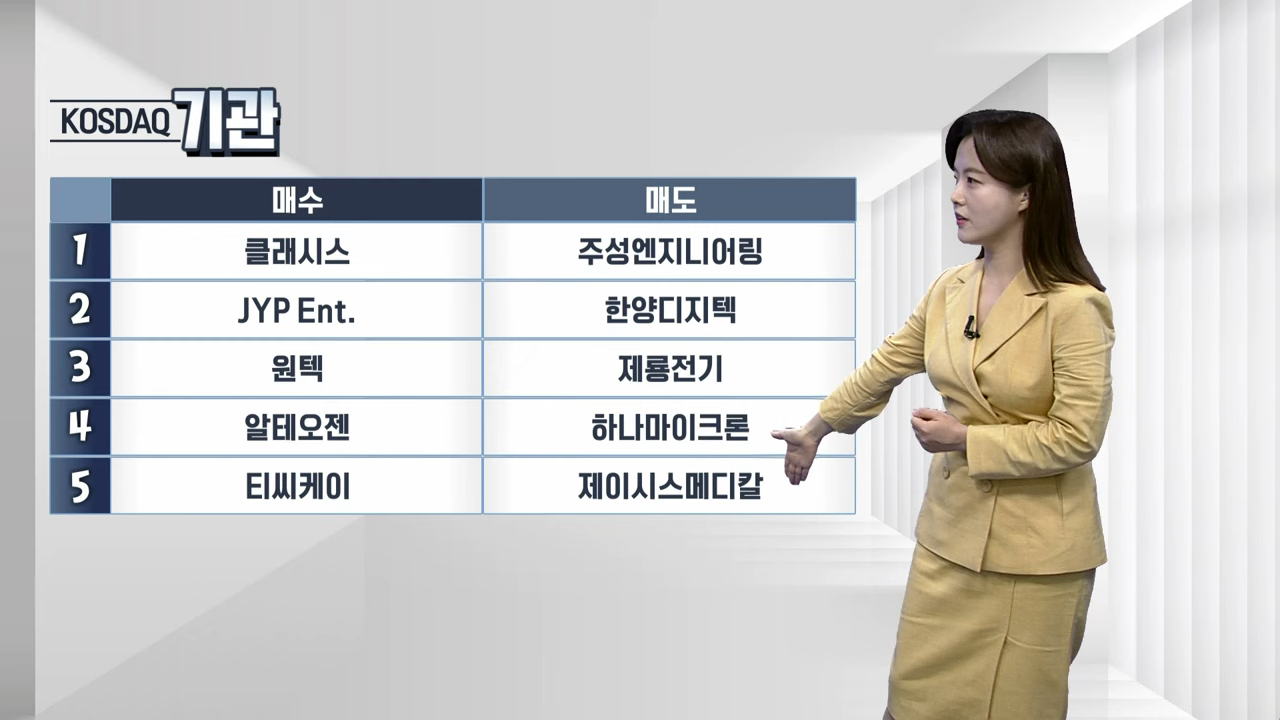 KOSDAQ 기관
매수 매도
1 클래시스 주성엔지니어링
2 JYP Ent. 한양디지텍
3 원텍 제룡전기
4 알테오젠 하나마이크론
5 티씨케이 제이시스메디칼